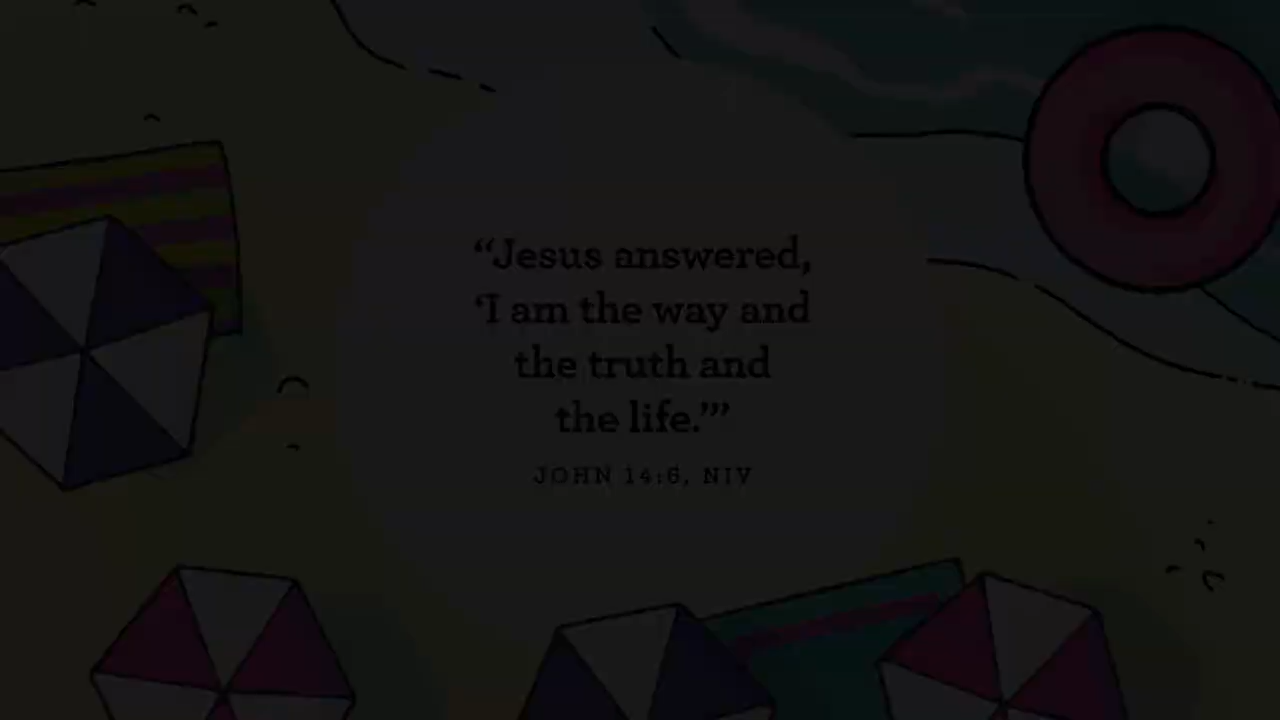 “Jesus answered,
‘I am the way and
the truth and
the life.’”
JOHN 14:6, NIV